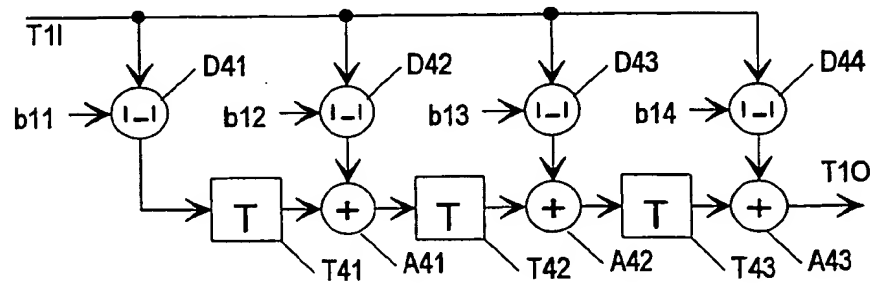 T1I
D41 D42 D43 D44
b11 |–| b12 |–| b13 |–| b14 |–|
T1O
T + T + T +
T41 A41 T42 A42 T43 A43